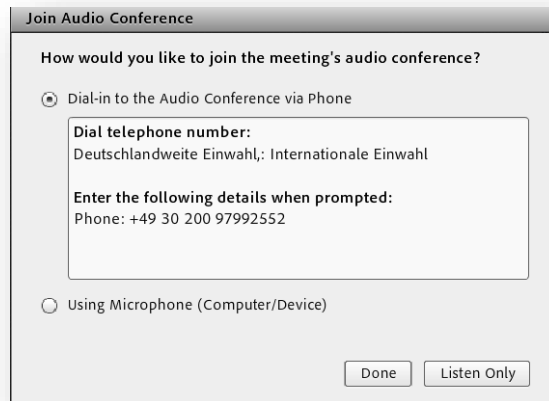 Join Audio Conference
How would you like to join the meeting's audio conference?
Dial-in to the Audio Conference via Phone
Dial telephone number:
Deutschlandweite Einwahl,: Internationale Einwahl
Enter the following details when prompted:
Phone: +49 30 200 97992552
Using Microphone (Computer/Device)
Done Listen Only